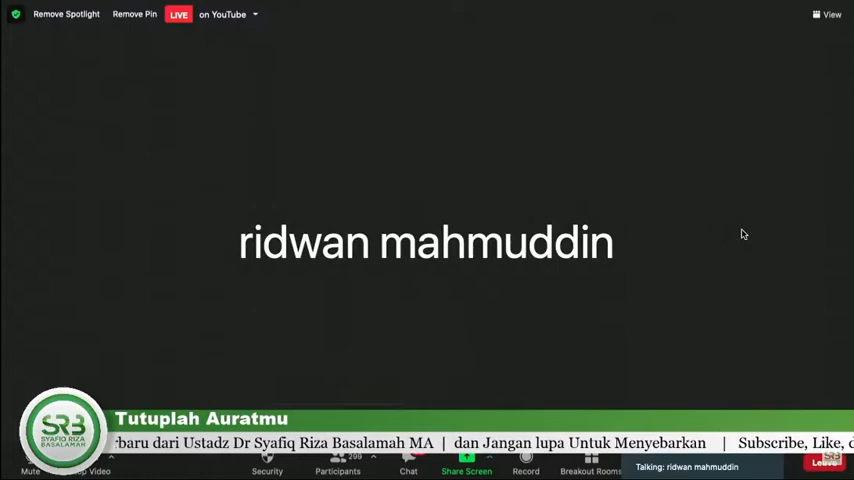 Remove Spotlight Remove Pin LIVE on YouTube View
ridwan mahmuddin
Tutuplah Auratmu
SRB
SYAFIQ RIZA
BASALAMAH
rbaru dari Ustadz Dr Syafiq Riza Basalamah MA | dan Jangan lupa Untuk Menyebarkan | Subscribe, Like, d
299
Mute Video Security Participants Chat Share Screen Record Breakout Rooms Talking: ridwan mahmuddin Leave